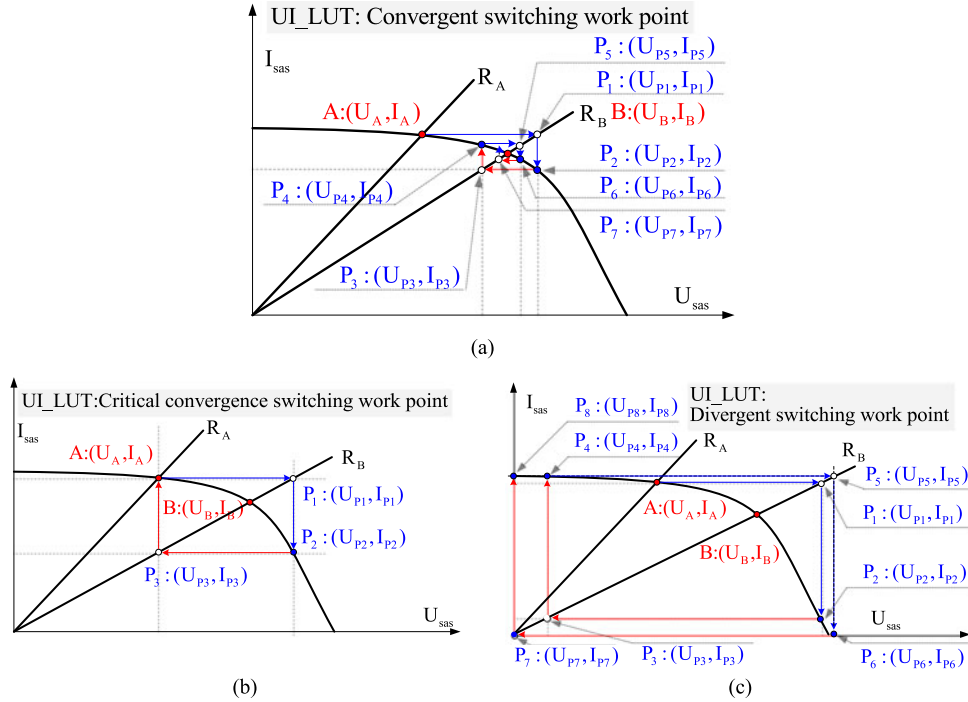 UI_LUT: Convergent switching work point
I_sas
P_5:(U_P5,I_P5)
R_A
P_1:(U_P1,I_P1)
A:(U_A,I_A)
R_B B:(U_B,I_B)
P_2:(U_P2,I_P2)
P_4:(U_P4,I_P4)
P_6:(U_P6,I_P6)
P_7:(U_P7,I_P7)
P_3:(U_P3,I_P3)
U_sas
(a)
UI_LUT:Critical convergence switching work point
I_sas
R_A
A:(U_A,I_A)
R_B
B:(U_B,I_B)
P_1:(U_P1,I_P1)
P_2:(U_P2,I_P2)
P_3:(U_P3,I_P3)
U_sas
(b)
UI_LUT:
Divergent switching work point
I_sas
P_8:(U_P8,I_P8)
P_4:(U_P4,I_P4)
R_A
R_B
P_5:(U_P5,I_P5)
A:(U_A,I_A)
P_1:(U_P1,I_P1)
B:(U_B,I_B)
P_2:(U_P2,I_P2)
U_sas
P_7:(U_P7,I_P7)
P_3:(U_P3,I_P3)
P_6:(U_P6,I_P6)
(c)